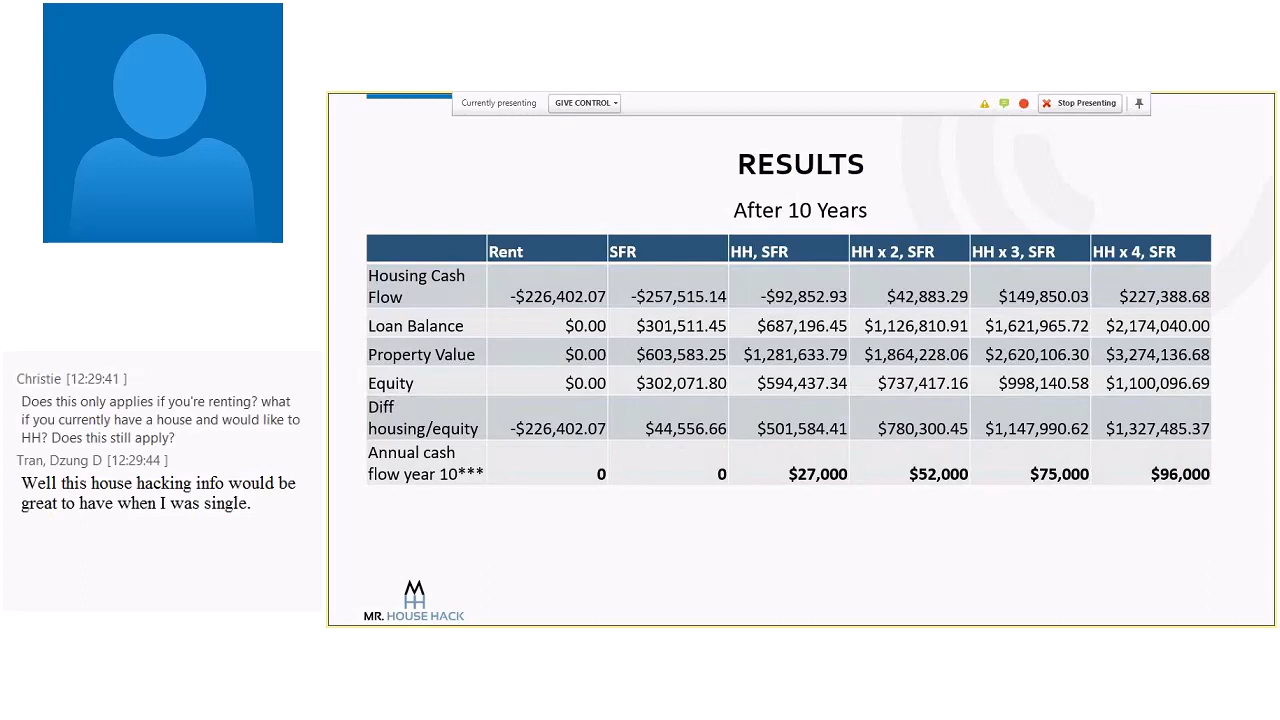 Currently presenting GIVE CONTROL Stop Presenting
RESULTS
After 10 Years
Rent SFR HH, SFR HH x 2, SFR HH x 3, SFR HH x 4, SFR
Housing Cash
Flow -$226,402.07 -$257,515.14 -$92,852.93 $42,883.29 $149,850.03 $227,388.68
Loan Balance $0.00 $301,511.45 $687,196.45 $1,126,810.91 $1,621,965.72 $2,174,040.00
Property Value $0.00 $603,583.25 $1,281,633.79 $1,864,228.06 $2,620,106.30 $3,274,136.68
Equity $0.00 $302,071.80 $594,437.34 $737,417.16 $998,140.58 $1,100,096.69
Diff
housing/equity -$226,402.07 $44,556.66 $501,584.41 $780,300.45 $1,147,990.62 $1,327,485.37
Annual cash
flow year 10*** 0 0 $27,000 $52,000 $75,000 $96,000
MR. HOUSE HACK
Christie [12:29:41 ]
Does this only applies if you're renting? what
if you currently have a house and would like to
HH? Does this still apply?
Tran, Dzung D [12:29:44 ]
Well this house hacking info would be
great to have when I was single.